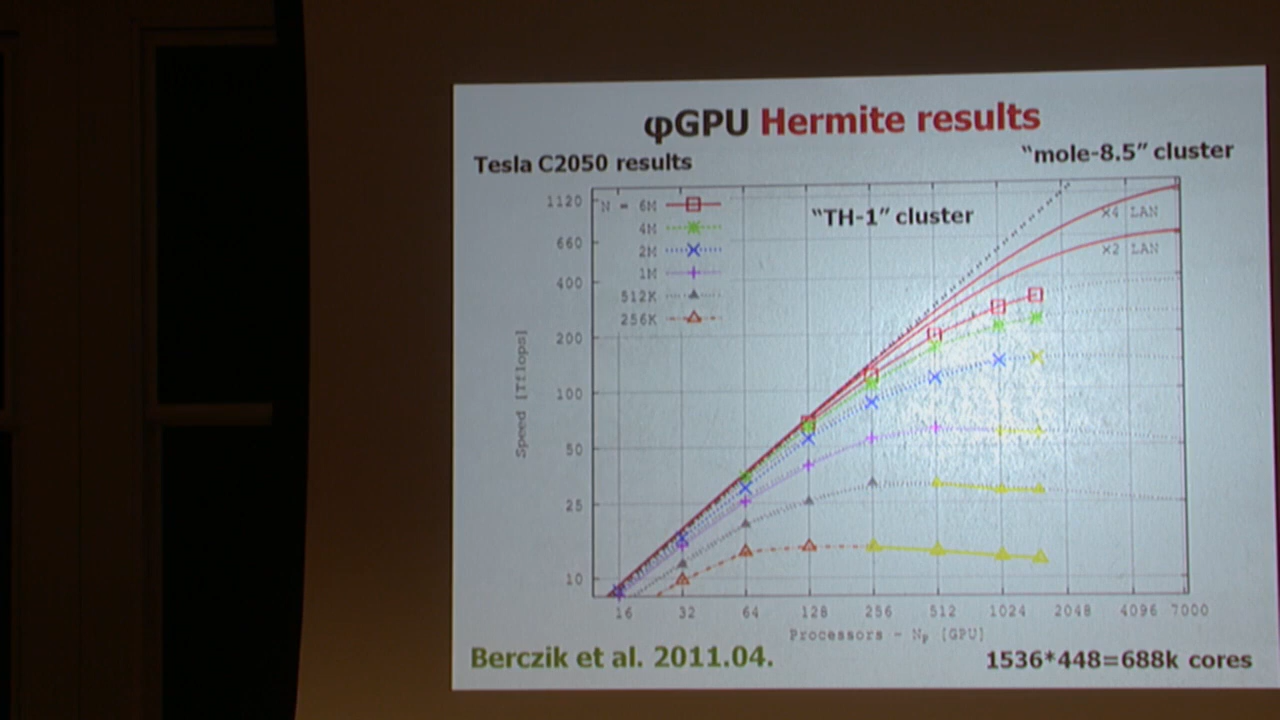 φGPU Hermite results
Tesla C2050 results
"mole-8.5" cluster
"TH-1" cluster
N = 6M
4M
2M
1M
512K
256K
×4 LAN
×2 LAN
1120
660
400
200
100
50
25
10
Speed [Tflops]
16 32 64 128 256 512 1024 2048 4096 7000
Processors - Np [GPU]
Berczik et al. 2011.04.
1536*448=688k cores